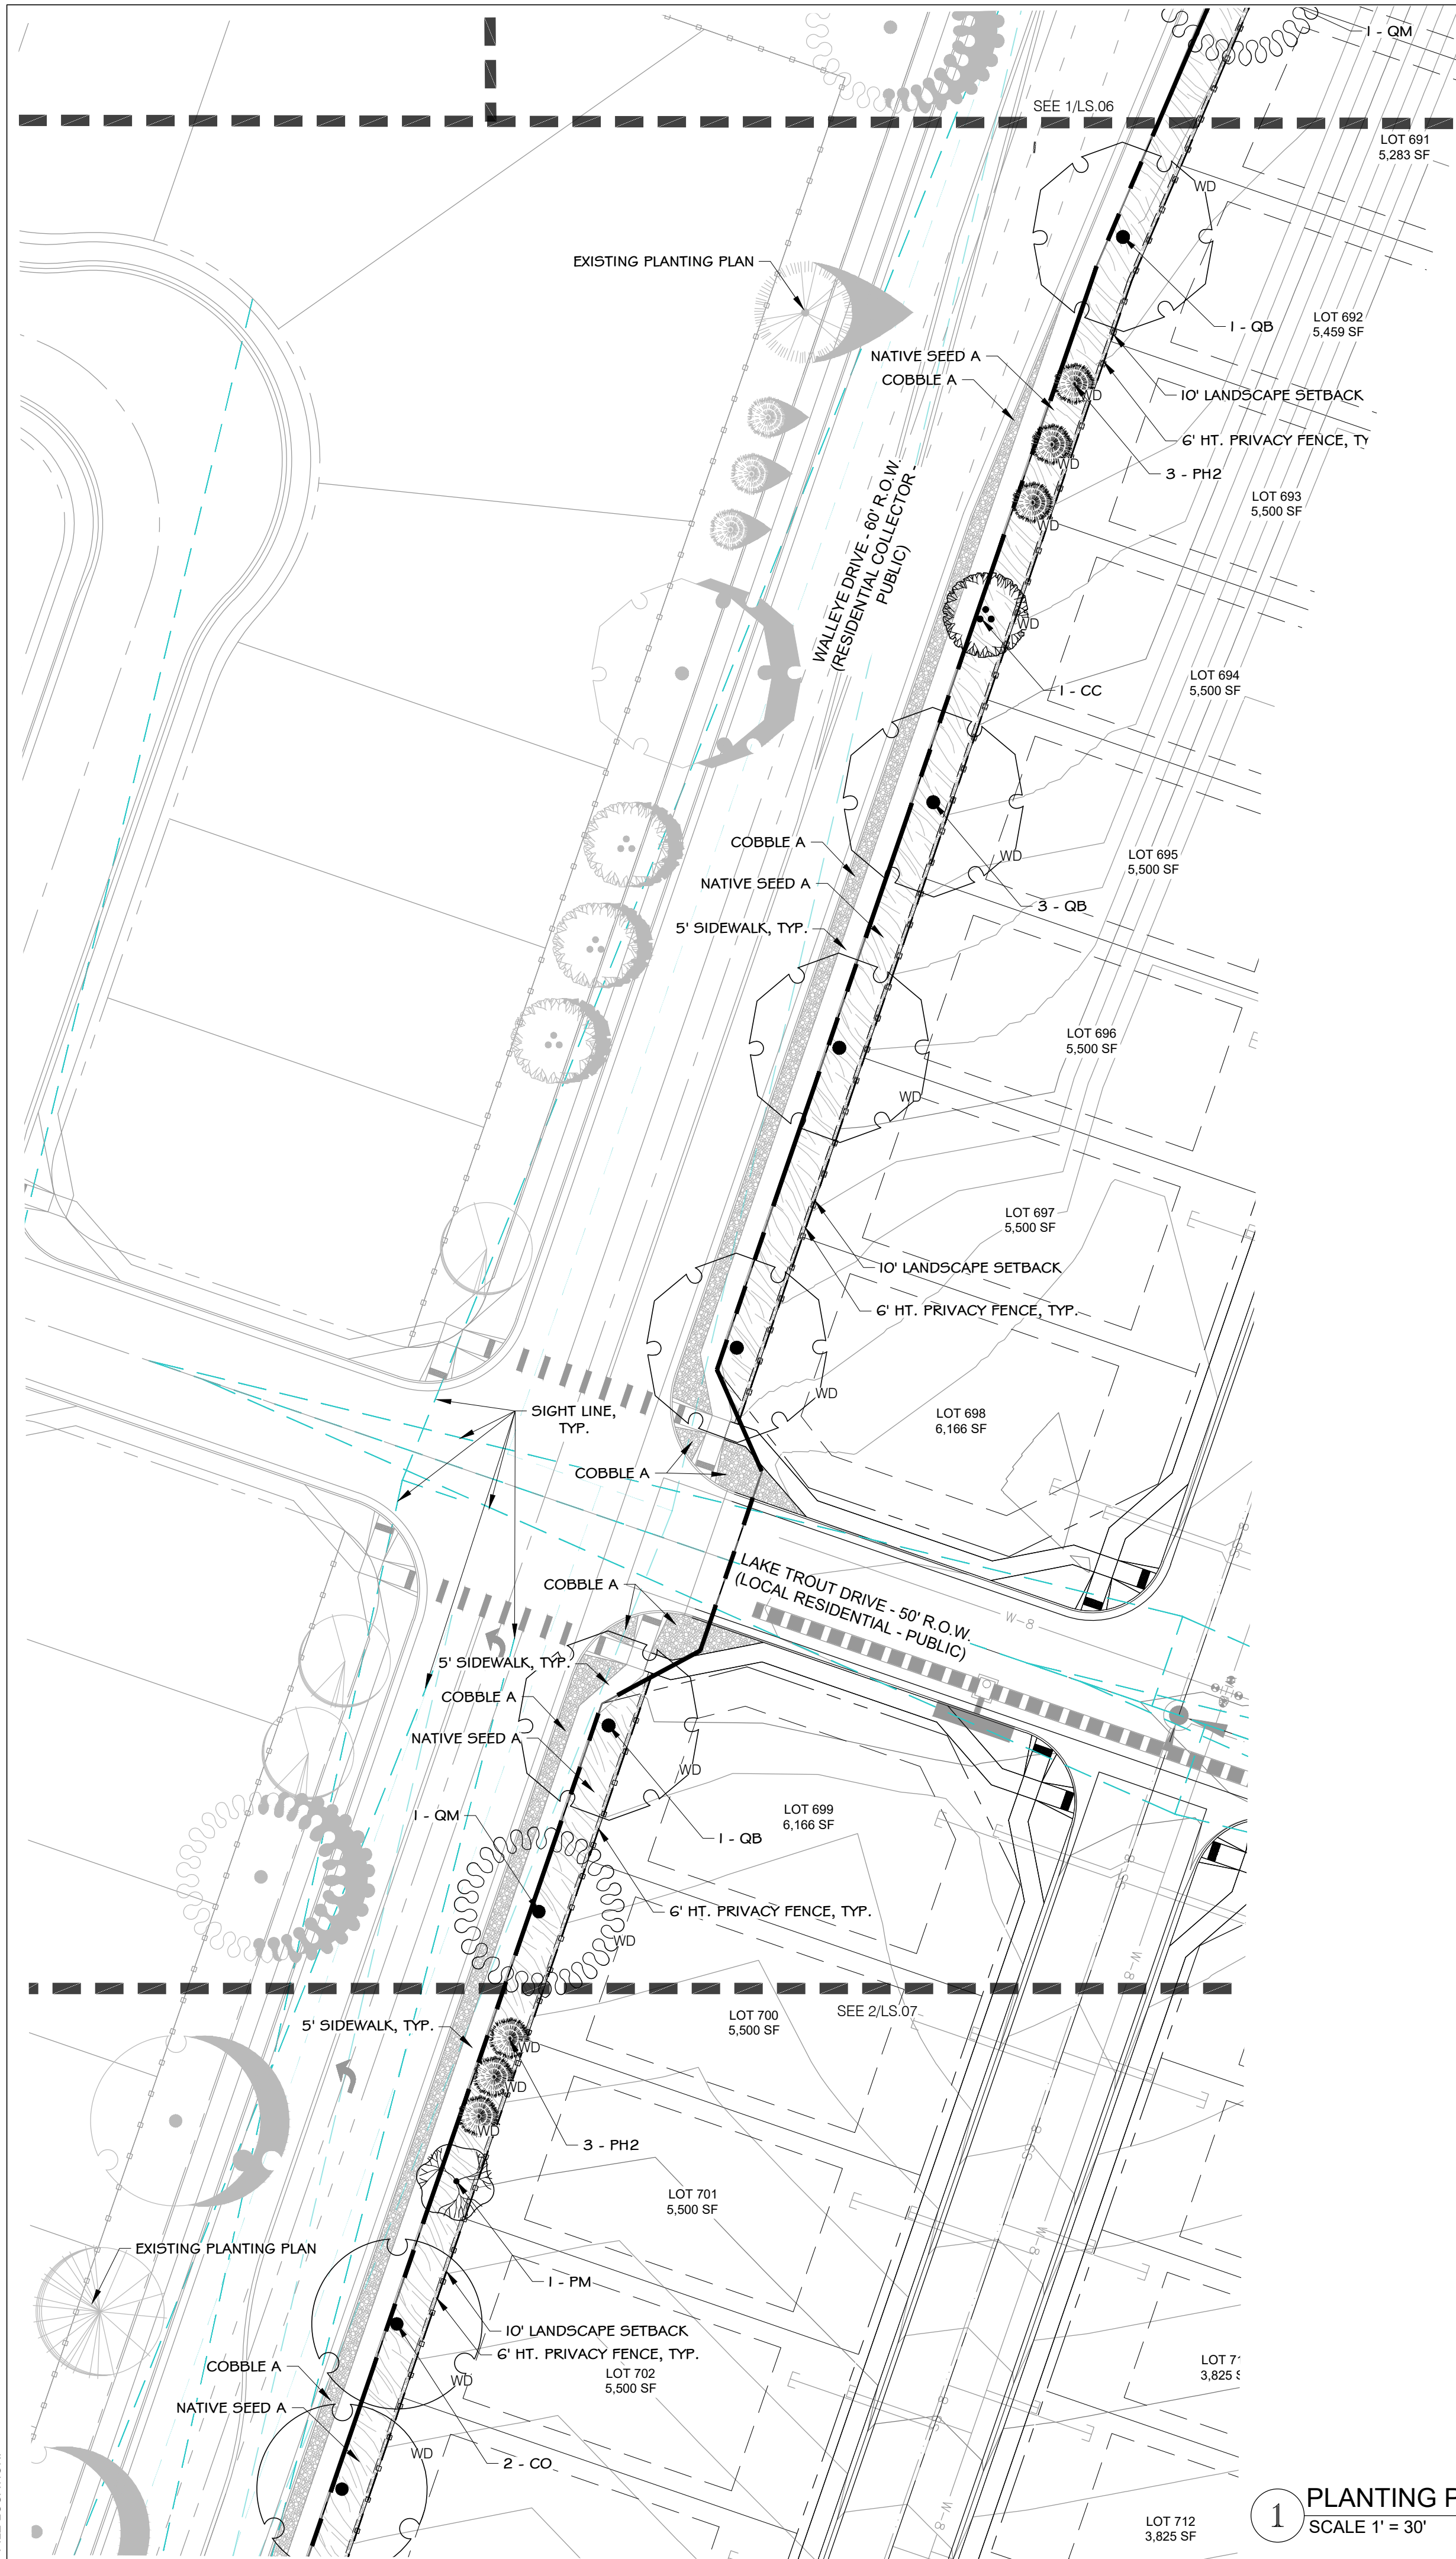 1 - QM
SEE 1/LS.06
LOT 691
5,283 SF
WD
EXISTING PLANTING PLAN
1 - QB
LOT 692
5,459 SF
NATIVE SEED A
COBBLE A
WD
10' LANDSCAPE SETBACK
6' HT. PRIVACY FENCE, TY
WD
3 - PH2
LOT 693
5,500 SF
WD
WALLEYE DRIVE - 60' R.O.W.
(RESIDENTIAL COLLECTOR -
PUBLIC)
WD
LOT 694
5,500 SF
1 - CC
COBBLE A
WD
LOT 695
5,500 SF
NATIVE SEED A
3 - QB
5' SIDEWALK, TYP.
LOT 696
5,500 SF
WD
LOT 697
5,500 SF
10' LANDSCAPE SETBACK
6' HT. PRIVACY FENCE, TYP.
WD
SIGHT LINE,
TYP.
LOT 698
6,166 SF
COBBLE A
LAKE TROUT DRIVE - 50' R.O.W.
(LOCAL RESIDENTIAL - PUBLIC)
W-8
COBBLE A
5' SIDEWALK, TYP.
COBBLE A
NATIVE SEED A
WD
1 - QM
LOT 699
6,166 SF
1 - QB
6' HT. PRIVACY FENCE, TYP.
WD
W-8
SEE 2/LS.07
LOT 700
5,500 SF
5' SIDEWALK, TYP.
WD
WD
WD
3 - PH2
LOT 701
5,500 SF
W-8
EXISTING PLANTING PLAN
1 - PM
10' LANDSCAPE SETBACK
6' HT. PRIVACY FENCE, TYP.
COBBLE A
WD
LOT 702
5,500 SF
LOT 71
3,825 S
NATIVE SEED A
WD
2 - CO
W-8
LOT 712
3,825 SF
1
PLANTING P
SCALE 1' = 30'